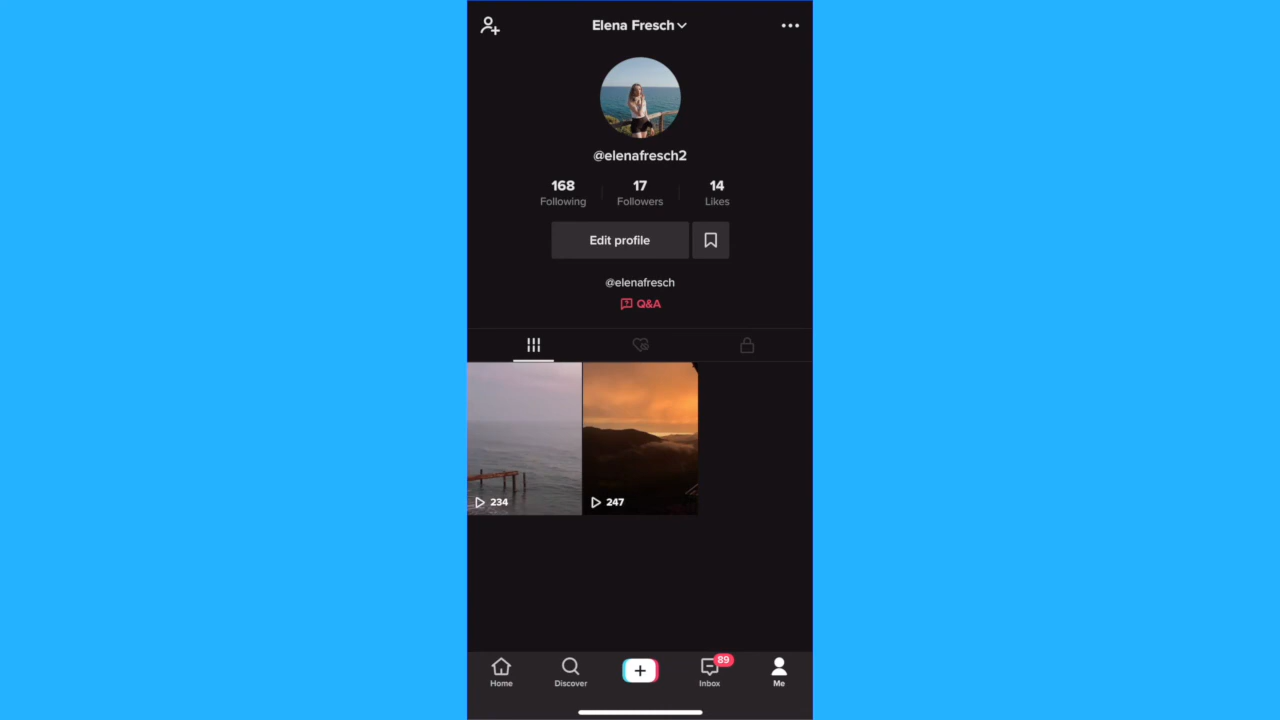 Elena Fresch
@elenafresch2
168 17 14
Following Followers Likes
Edit profile
@elenafresch
Q&A
234 247
89
Home Discover Inbox Me